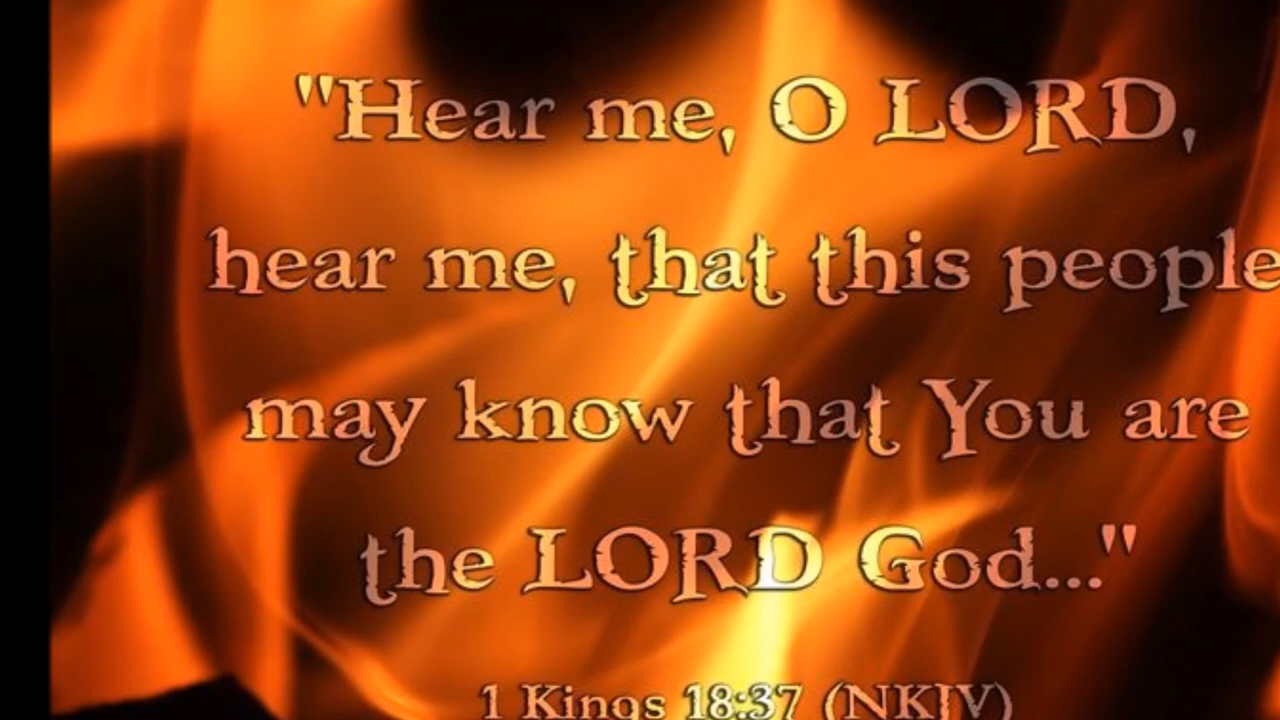 "Hear me, O LORD,
hear me, that this people
may know that You are
the LORD God..."
1 Kings 18:37 (NKJV)